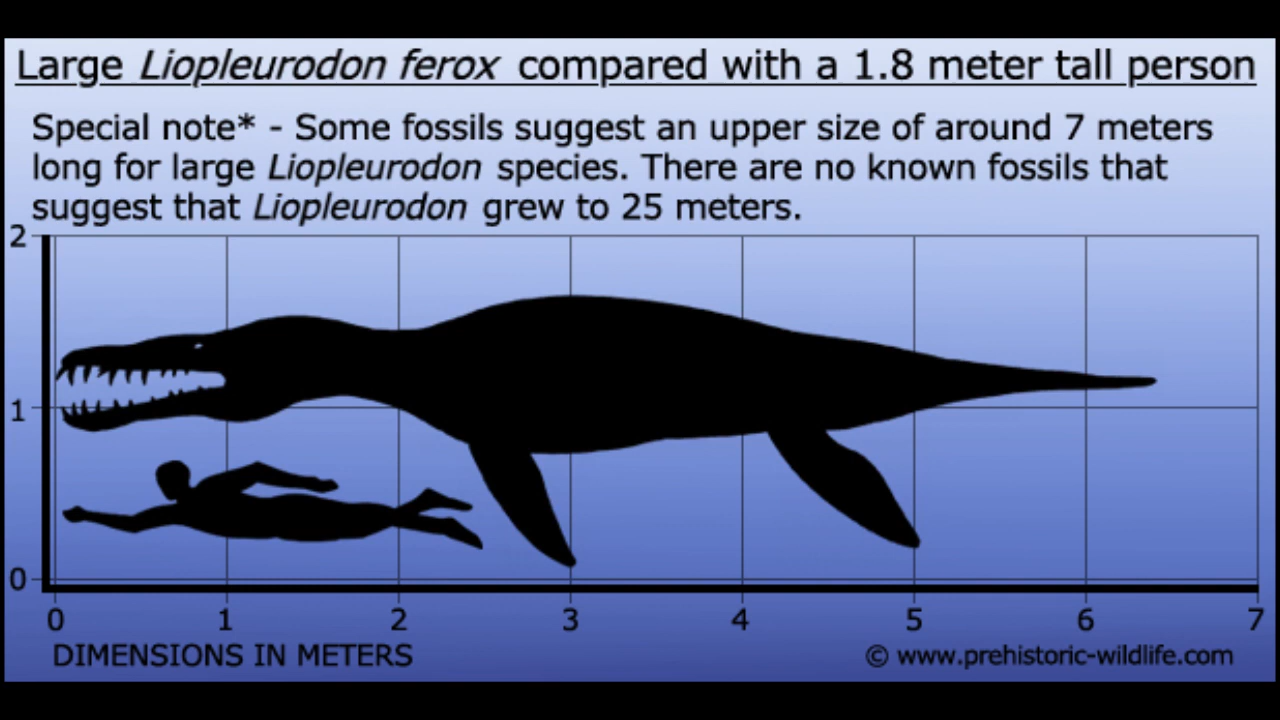 Large Liopleurodon ferox compared with a 1.8 meter tall person
Special note* - Some fossils suggest an upper size of around 7 meters
long for large Liopleurodon species. There are no known fossils that
suggest that Liopleurodon grew to 25 meters.
2
1
0
0 1 2 3 4 5 6 7
DIMENSIONS IN METERS © www.prehistoric-wildlife.com